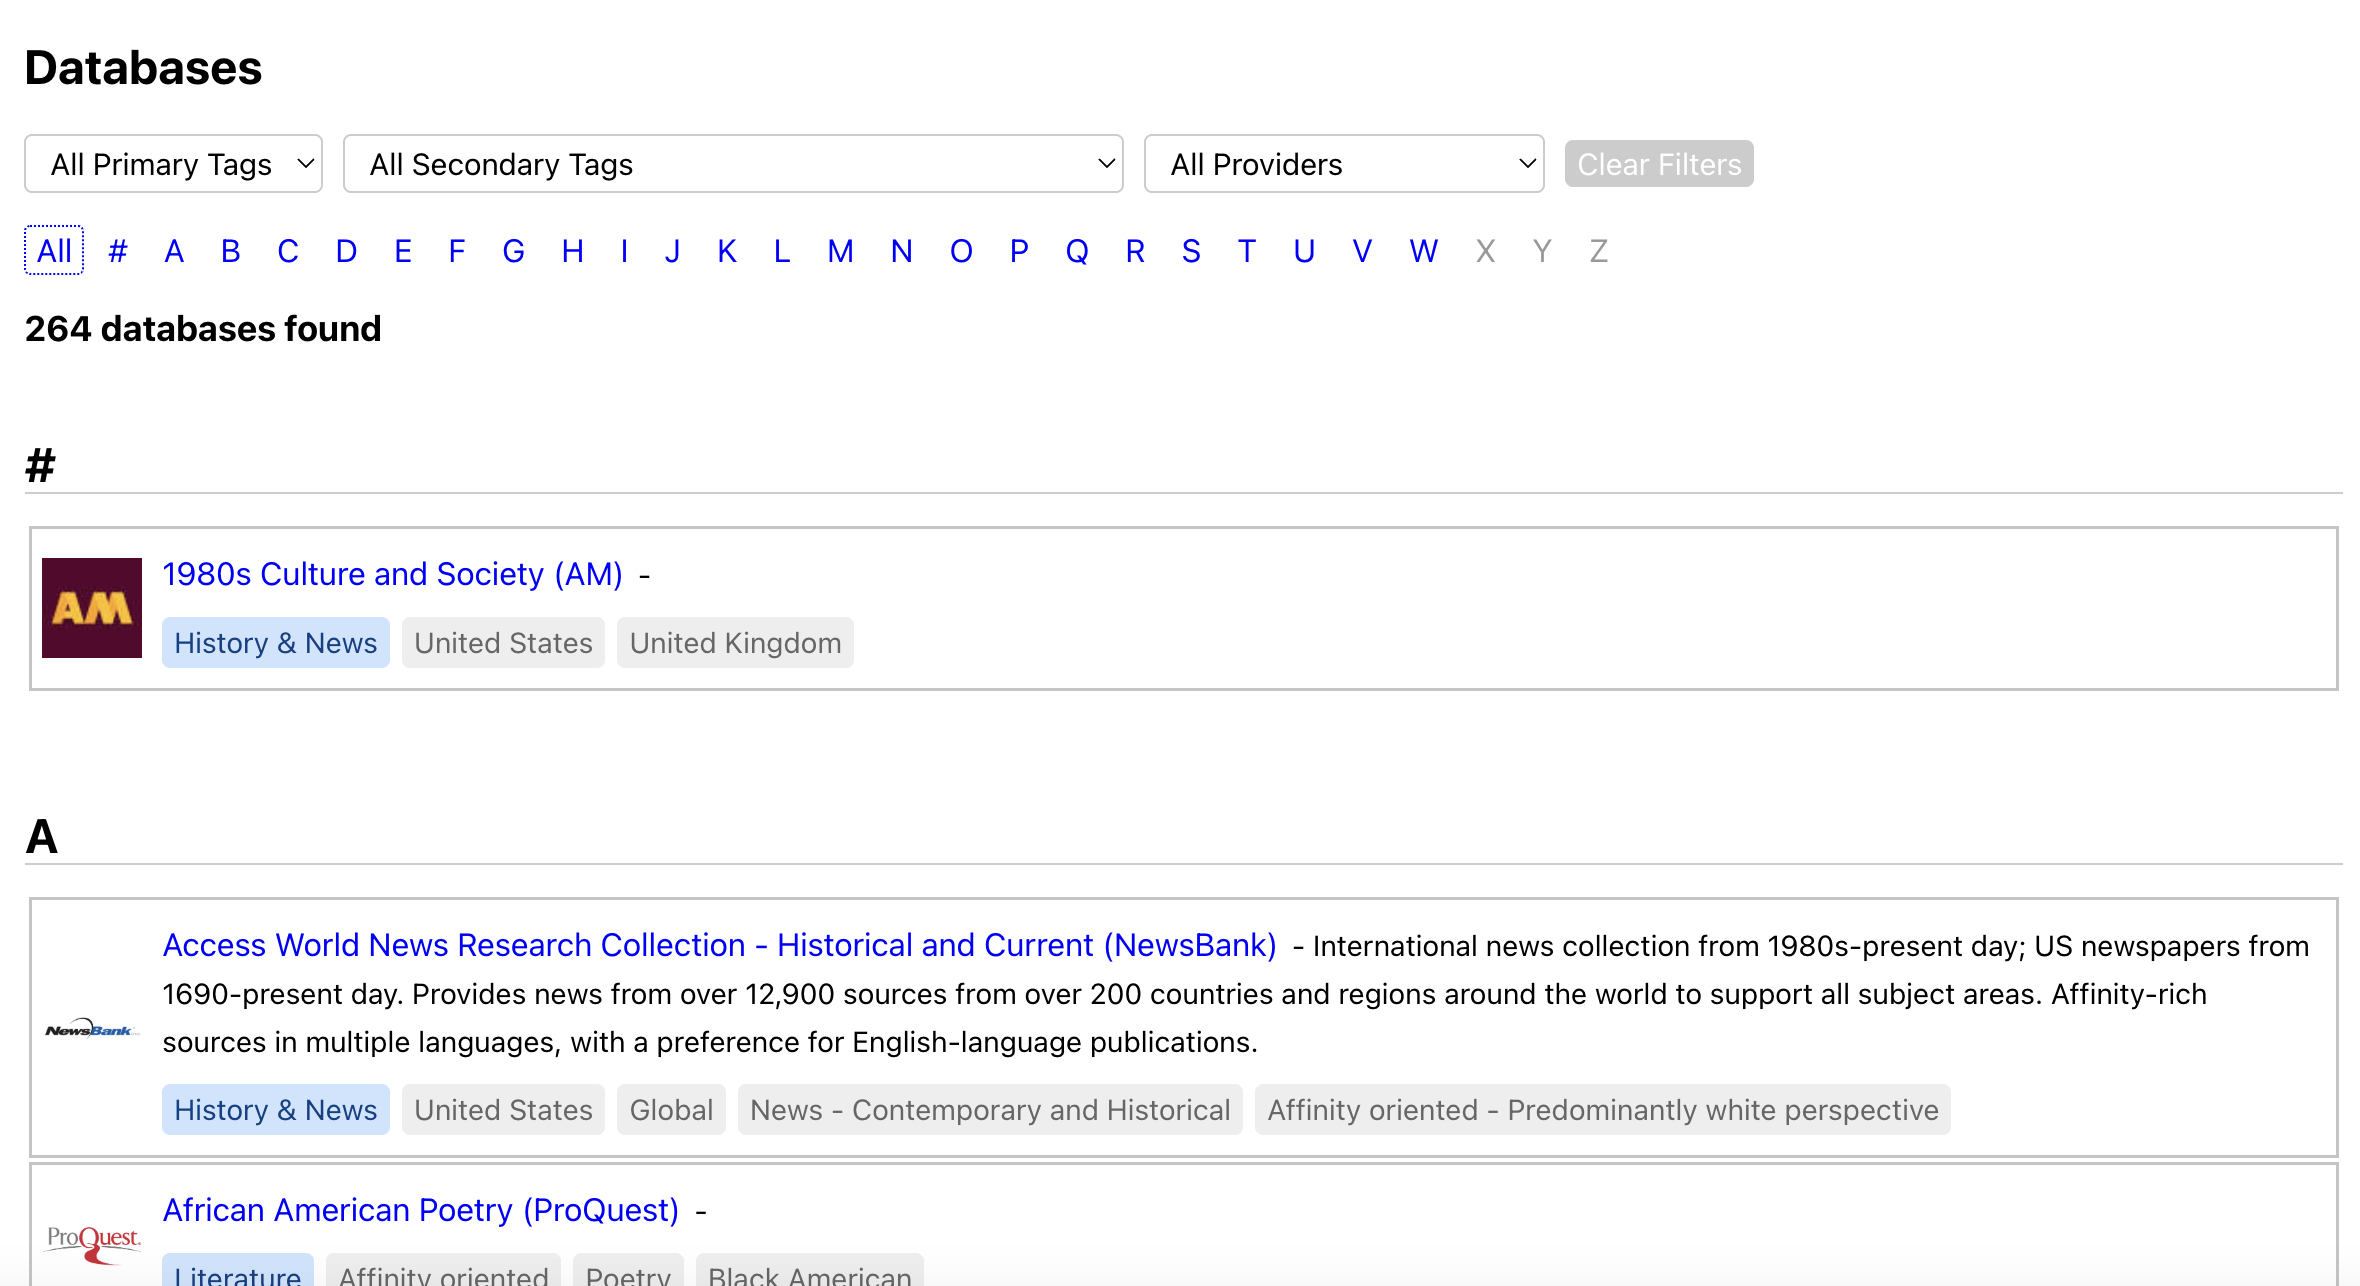 Databases
All Primary Tags All Secondary Tags All Providers Clear Filters
All # A B C D E F G H I J K L M N O P Q R S T U V W X Y Z
264 databases found
#
AM
1980s Culture and Society (AM) -
History & News United States United Kingdom
A
Access World News Research Collection - Historical and Current (NewsBank) - International news collection from 1980s-present day; US newspapers from
1690-present day. Provides news from over 12,900 sources from over 200 countries and regions around the world to support all subject areas. Affinity-rich
NewsBank
sources in multiple languages, with a preference for English-language publications.
History & News United States Global News - Contemporary and Historical Affinity oriented - Predominantly white perspective
African American Poetry (ProQuest) -
ProQuest
Literature Affinity oriented Poetry Black American